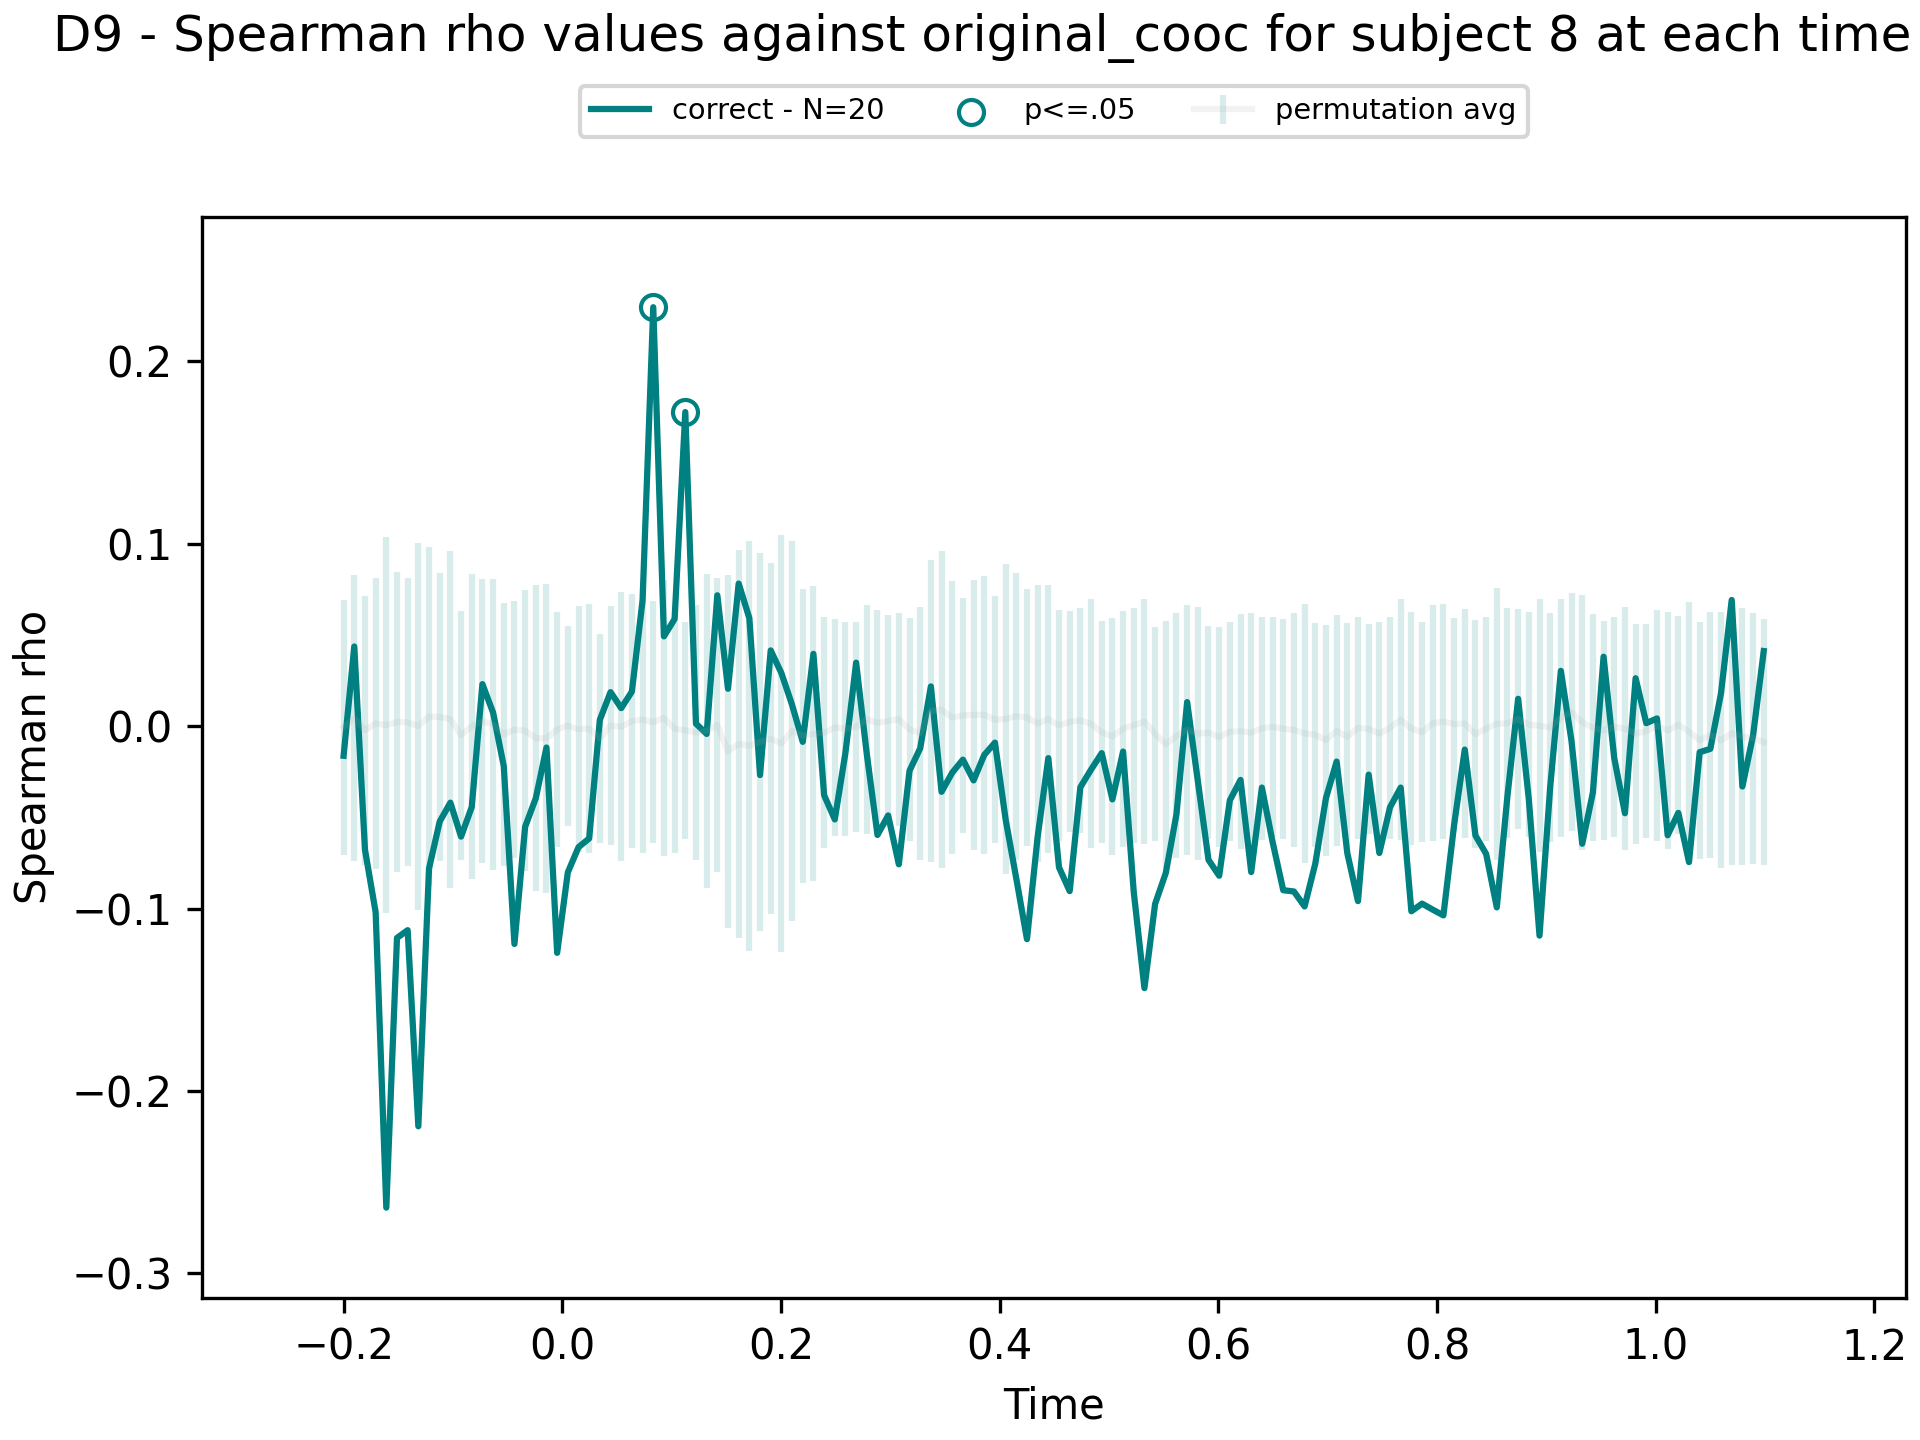 D9 - Spearman rho values against original_cooc for subject 8 at each time
correct - N=20 p<=.05 permutation avg
0.2
0.1
0.0
−0.1
−0.2
−0.3
Spearman rho
−0.2 0.0 0.2 0.4 0.6 0.8 1.0 1.2
Time